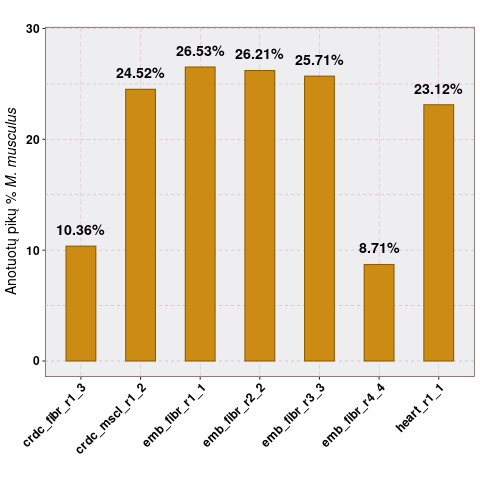 Anotuotų pikų % M. musculus
30
20
10
0
10.36%
24.52%
26.53%
26.21%
25.71%
8.71%
23.12%
crdc_fibr_r1_3
crdc_mscl_r1_2
emb_fibr_r1_1
emb_fibr_r2_2
emb_fibr_r3_3
emb_fibr_r4_4
heart_r1_1